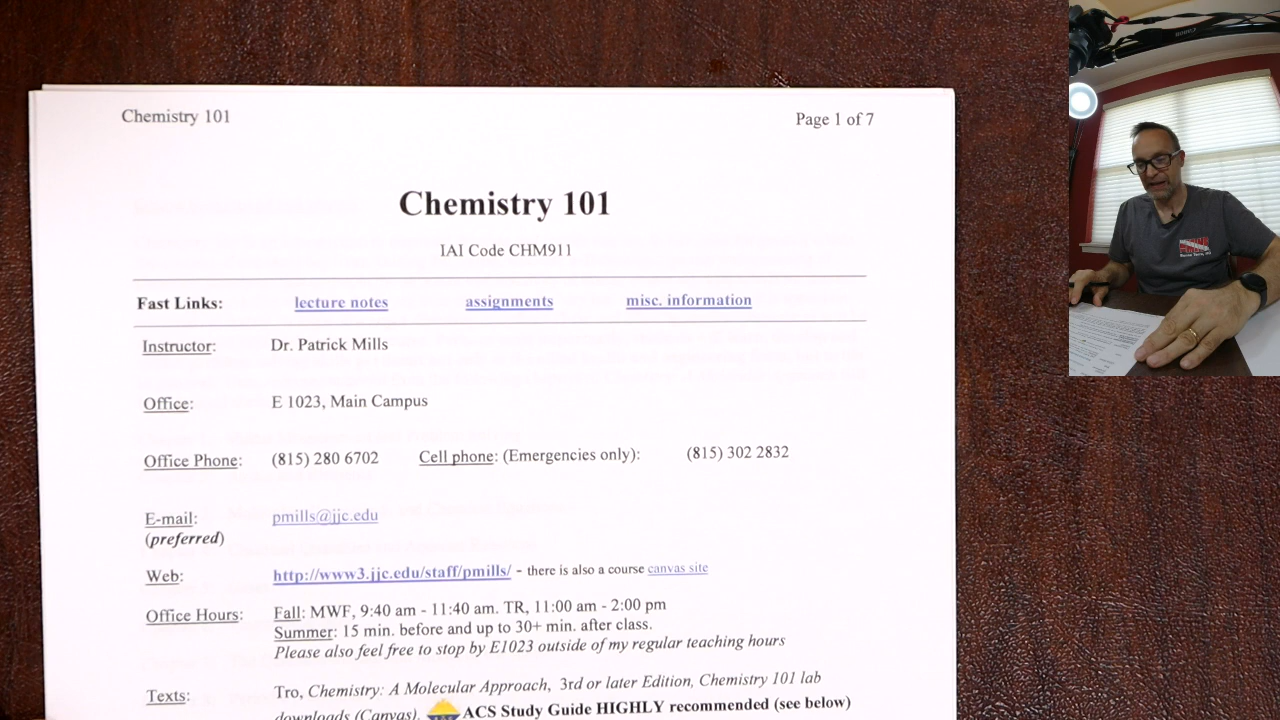 Chemistry 101
Page 1 of 7
Chemistry 101
IAI Code CHM911
Fast Links: lecture notes assignments misc. information
Instructor: Dr. Patrick Mills
Office: E 1023, Main Campus
Office Phone: (815) 280 6702 Cell phone: (Emergencies only): (815) 302 2832
E-mail: pmills@jjc.edu
(preferred)
Web: http://www3.jjc.edu/staff/pmills/ - there is also a course canvas site
Office Hours: Fall: MWF, 9:40 am - 11:40 am. TR, 11:00 am - 2:00 pm
Summer: 15 min. before and up to 30+ min. after class.
Please also feel free to stop by E1023 outside of my regular teaching hours
Texts: Tro, Chemistry: A Molecular Approach, 3rd or later Edition, Chemistry 101 lab
downloads (Canvas), ACS Study Guide HIGHLY recommended (see below)